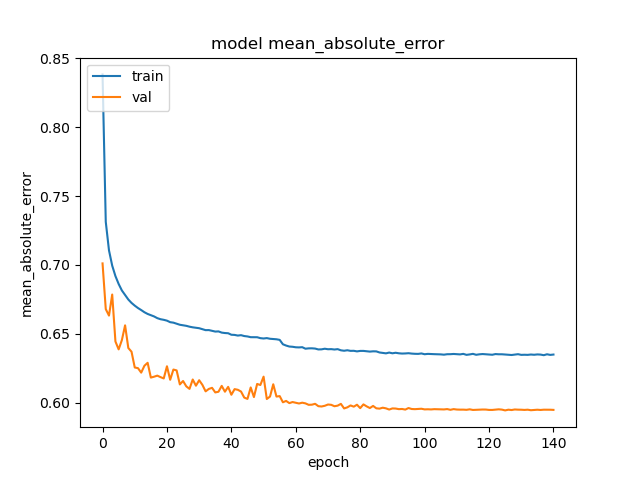 model mean_absolute_error
train
val
mean_absolute_error
0.85
0.80
0.75
0.70
0.65
0.60
0 20 40 60 80 100 120 140
epoch